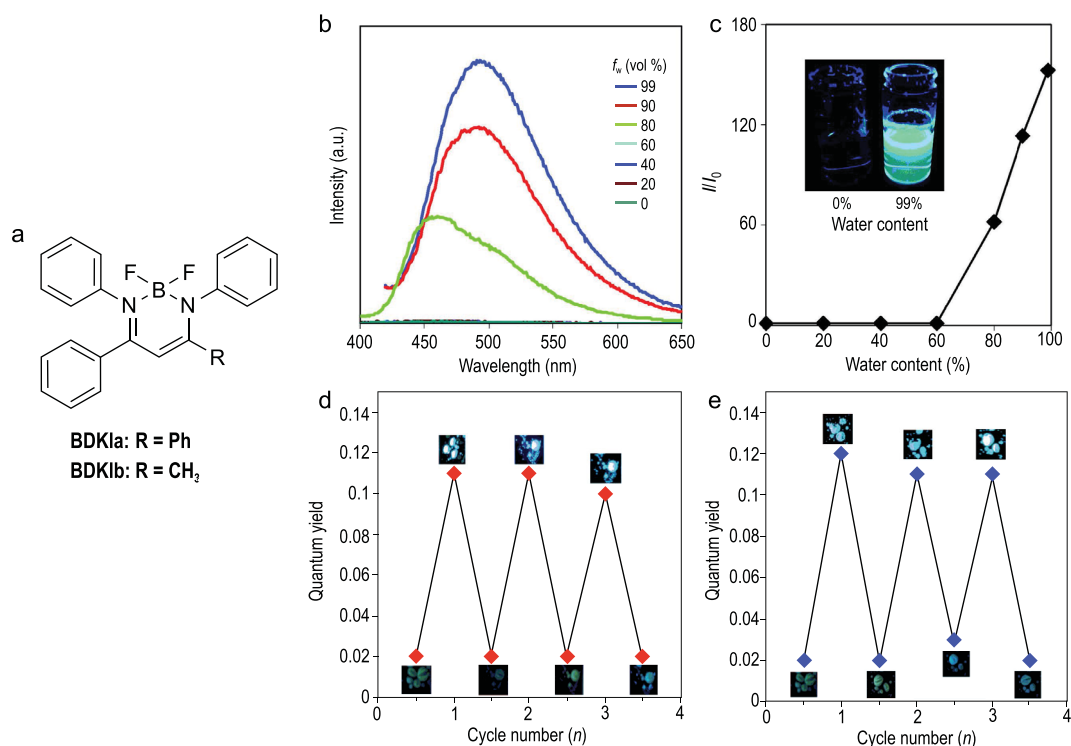 a
F
F
B
N
N
R
BDKIa: R = Ph
BDKIb: R = CH3
b
Intensity (a.u.)
fw (vol %)
99
90
80
60
40
20
0
400
450
500
550
600
650
Wavelength (nm)
c
I/I0
180
120
60
0
0%
99%
Water content
0
20
40
60
80
100
Water content (%)
d
Quantum yield
0.14
0.12
0.1
0.08
0.06
0.04
0.02
0
0
1
2
3
4
Cycle number (n)
e
Quantum yield
0.14
0.12
0.1
0.08
0.06
0.04
0.02
0
0
1
2
3
4
Cycle number (n)